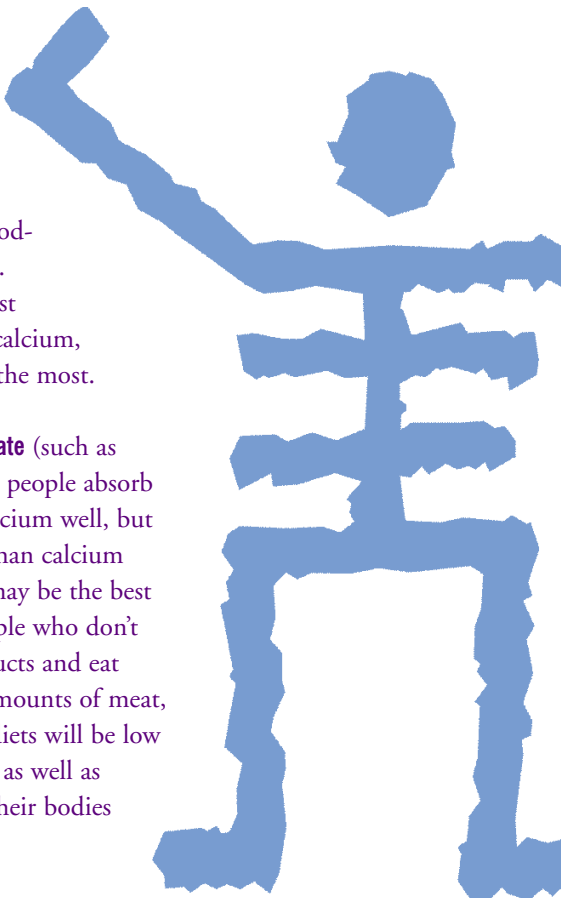 od-
.
st
calcium,
the most.
ate (such as
people absorb
cium well, but
han calcium
may be the best
ple who don't
ucts and eat
mounts of meat,
iets will be low
as well as
heir bodies